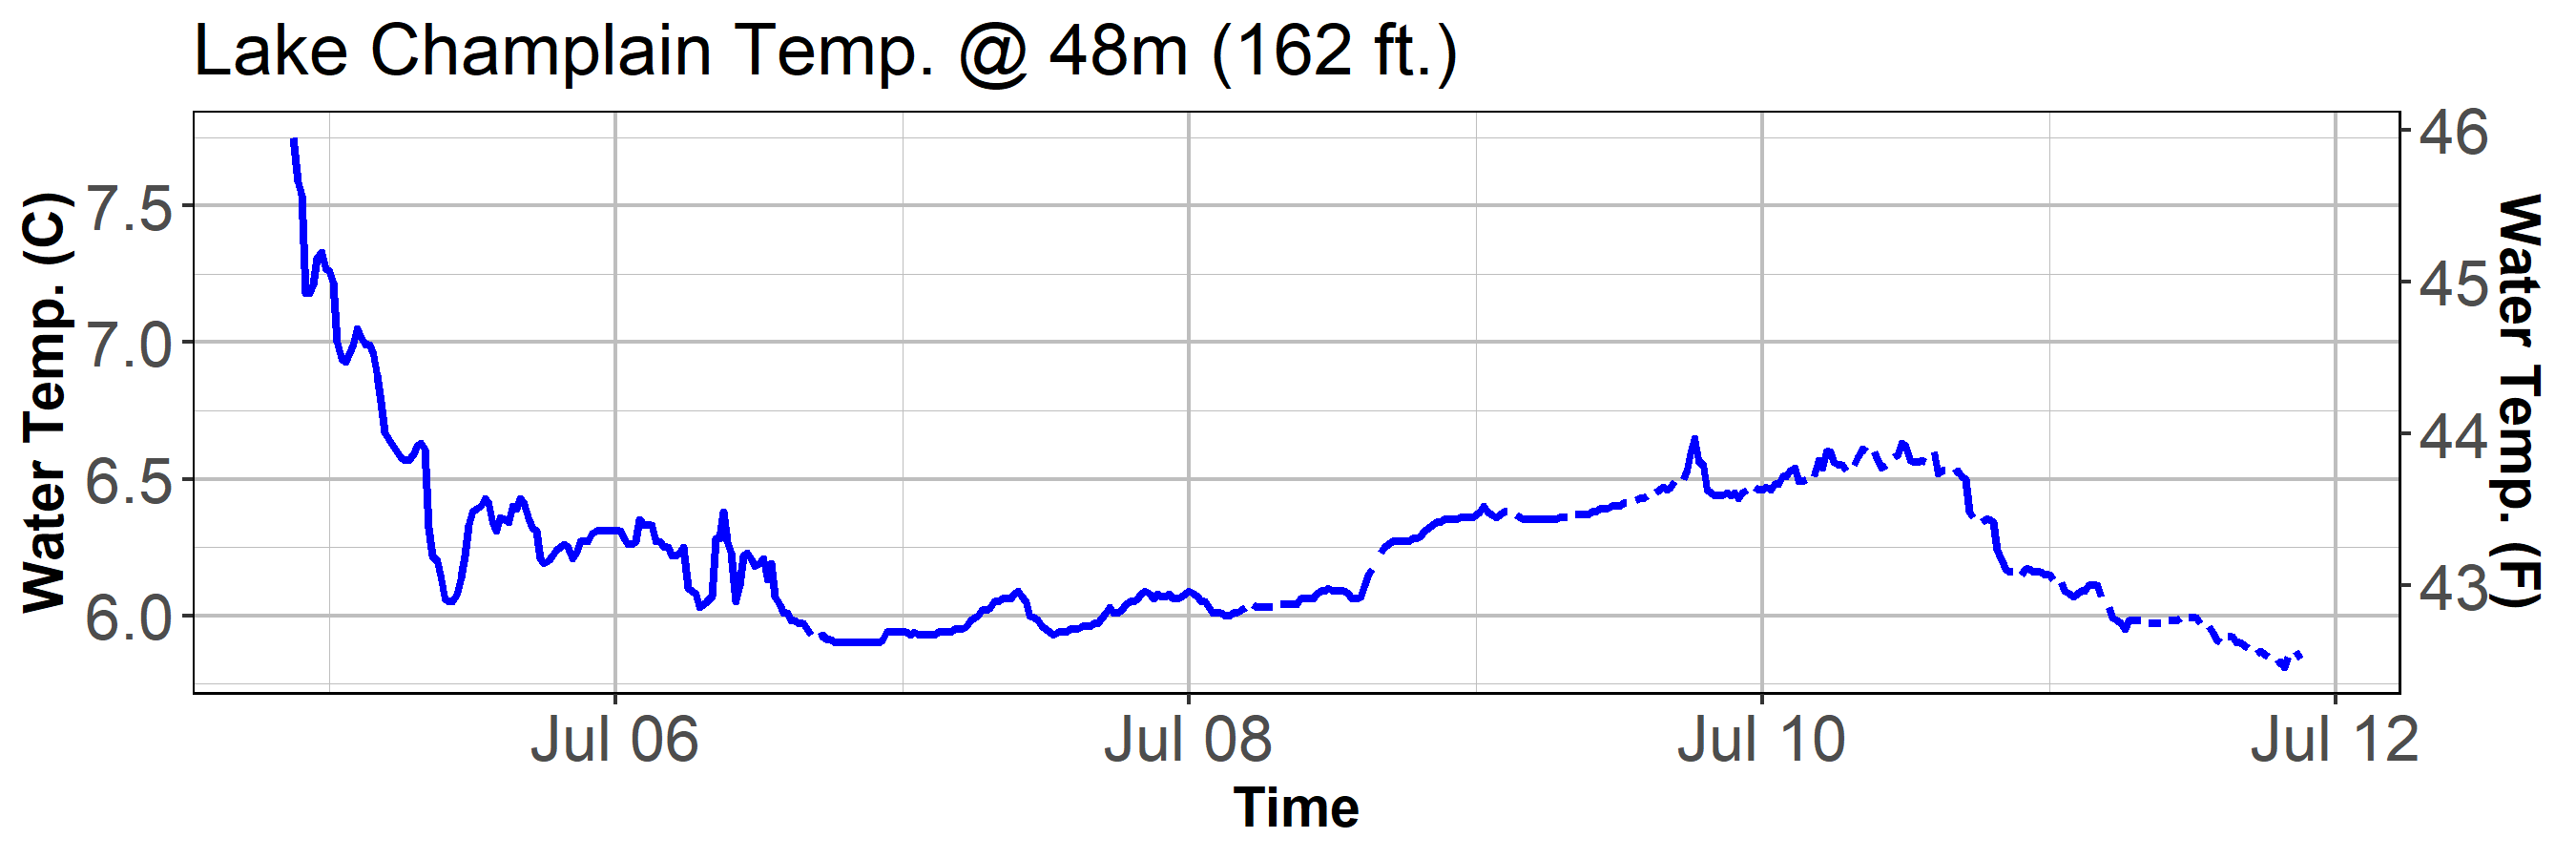 Lake Champlain Temp. @ 48m (162 ft.)
Water Temp. (C)
7.5
7.0
6.5
6.0
46
45
44
43
Water Temp. (F)
Jul 06 Jul 08 Jul 10 Jul 12
Time